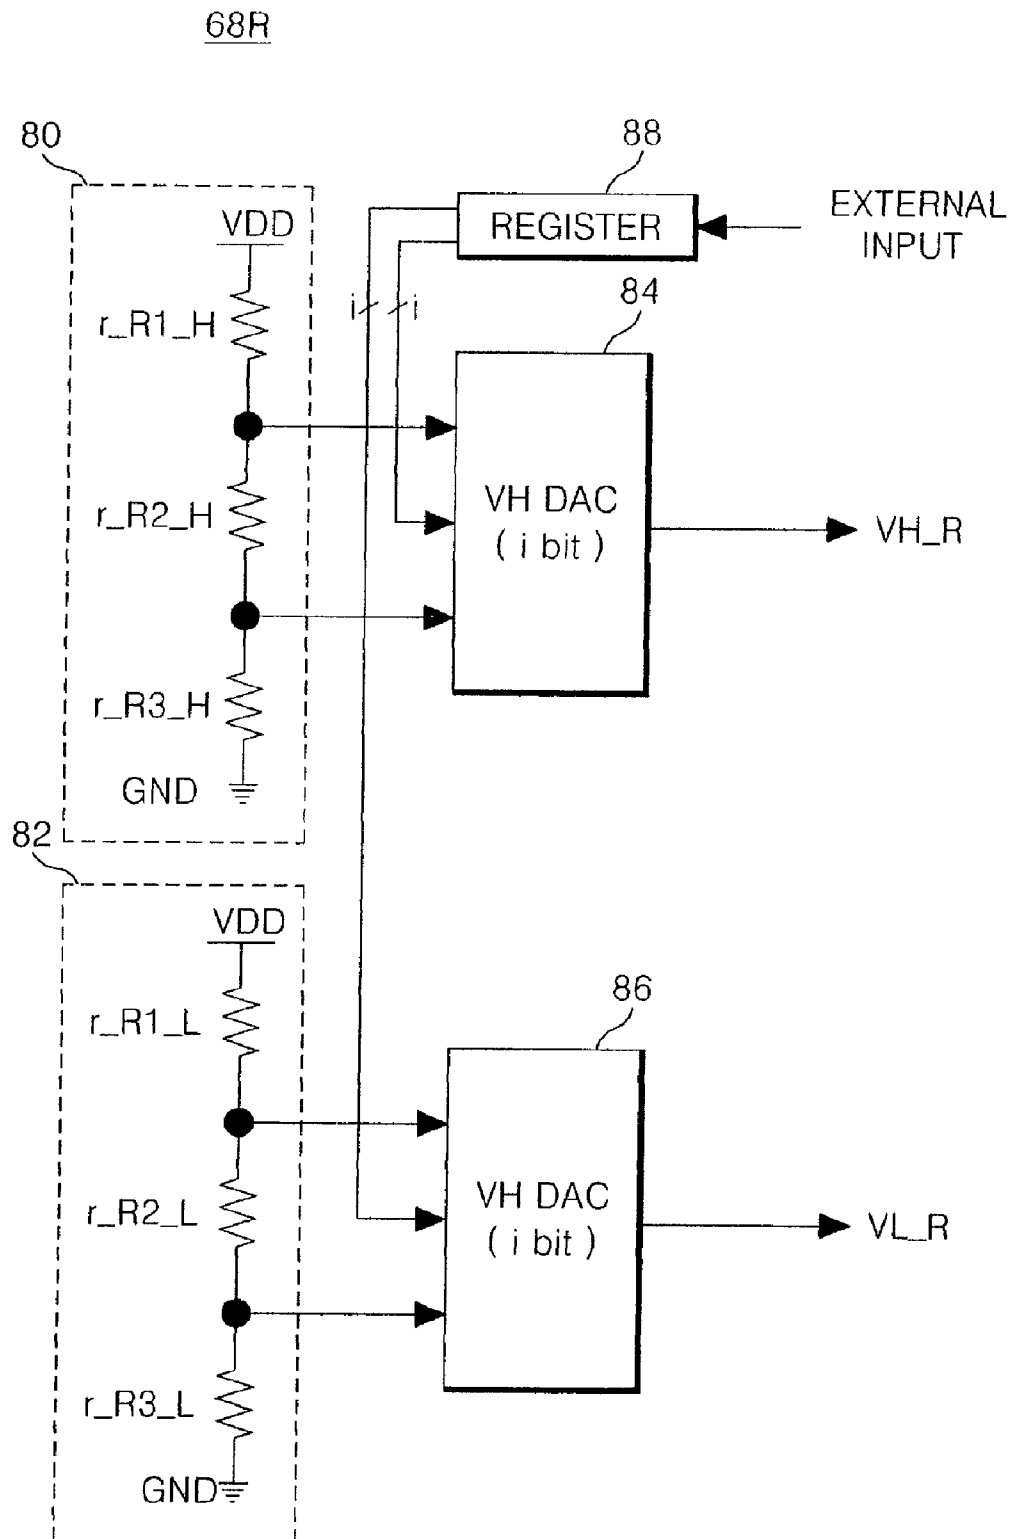 68R
80
88
VDD
REGISTER
EXTERNAL
INPUT
r_R1_H
i
i
84
r_R2_H
VH DAC
( i bit )
VH_R
r_R3_H
GND
82
VDD
86
r_R1_L
r_R2_L
VH DAC
( i bit )
VL_R
r_R3_L
GND